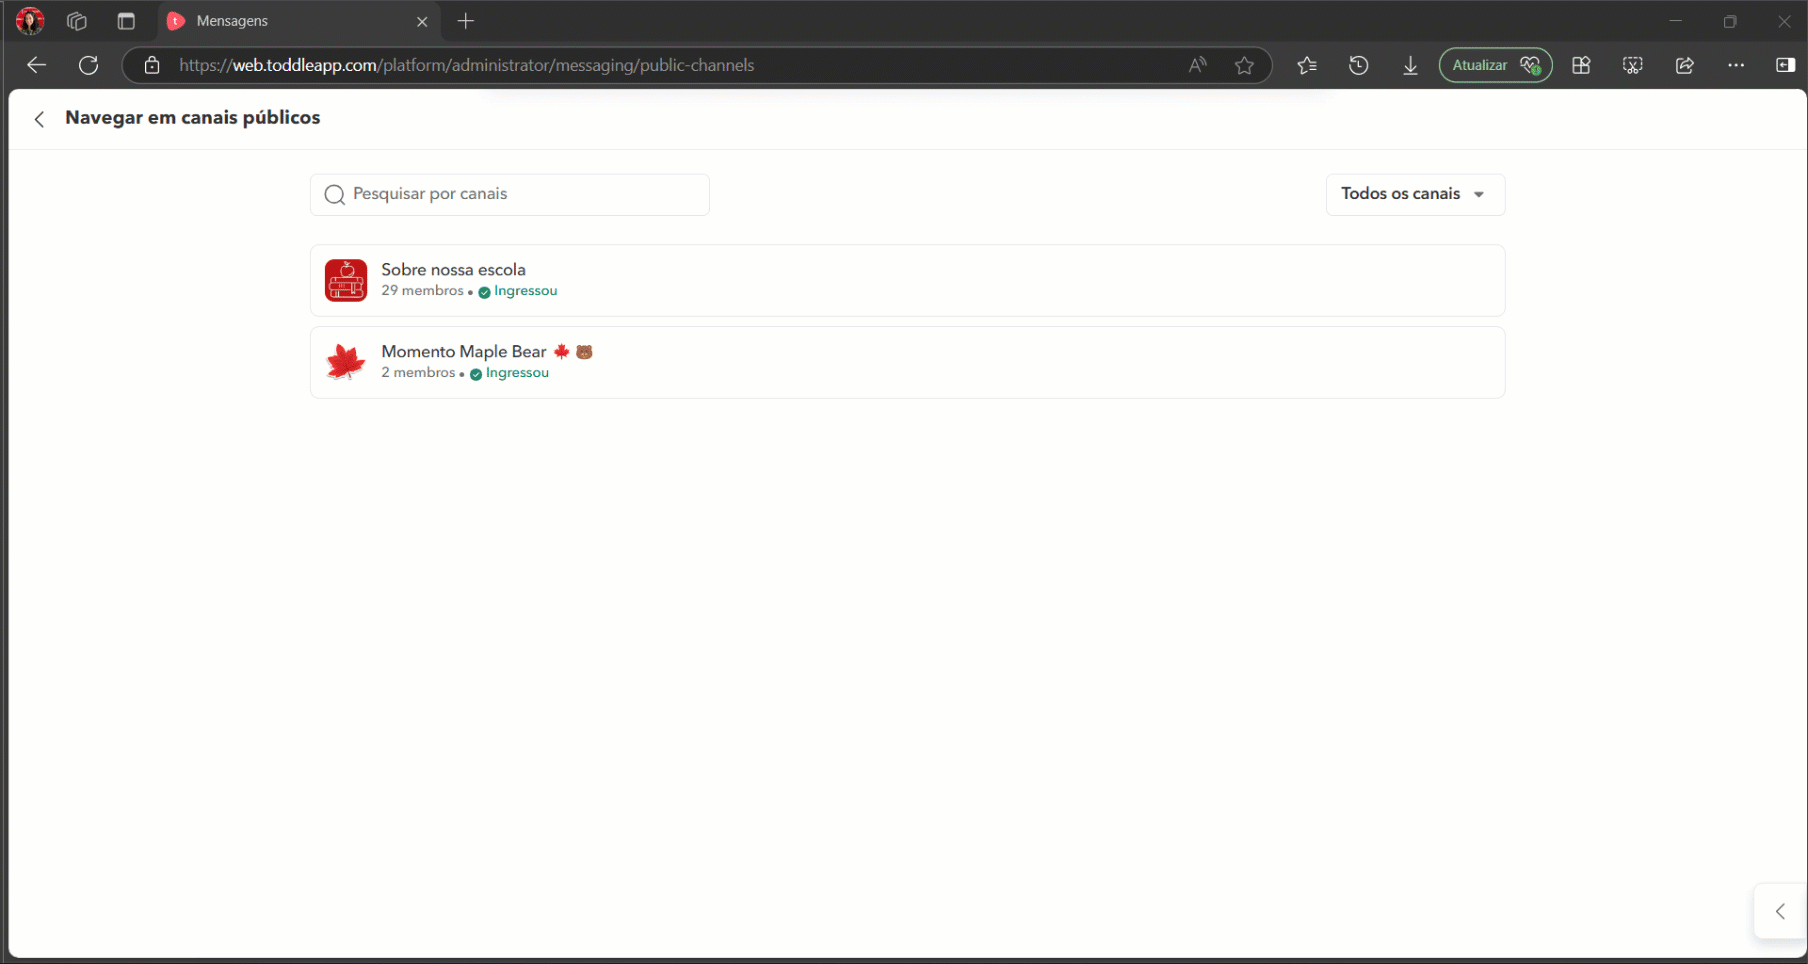 Mensagens
https://web.toddleapp.com/platform/administrator/messaging/public-channels
Atualizar
Navegar em canais públicos
Pesquisar por canais
Todos os canais
Sobre nossa escola
29 membros • Ingressou
Momento Maple Bear 🍁 🐻
2 membros • Ingressou